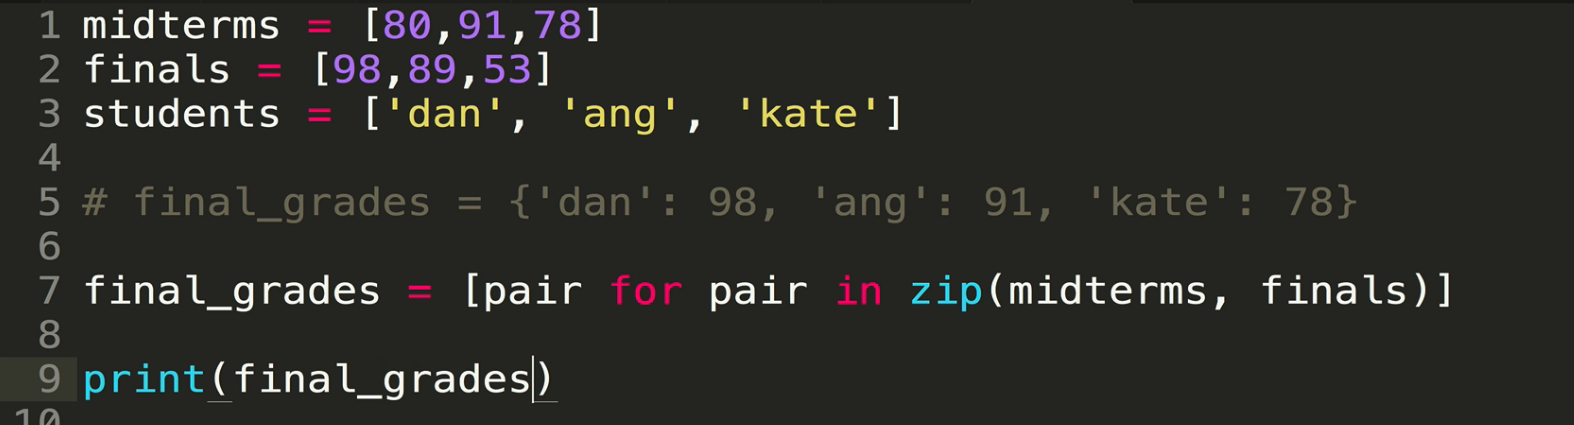 1 midterms = [80,91,78]
2 finals = [98,89,53]
3 students = ['dan', 'ang', 'kate']
4
5 # final_grades = {'dan': 98, 'ang': 91, 'kate': 78}
6
7 final_grades = [pair for pair in zip(midterms, finals)]
8
9 print(final_grades)
10